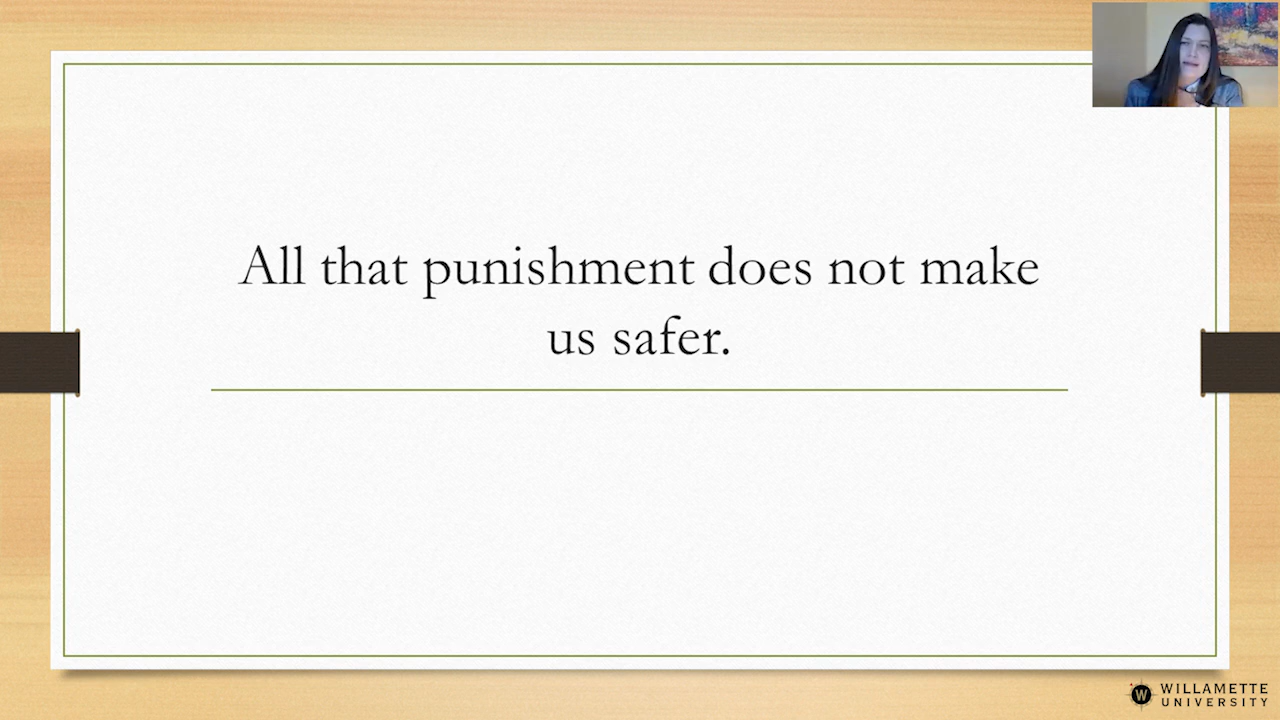 All that punishment does not make
us safer.
W
WILLAMETTE
UNIVERSITY